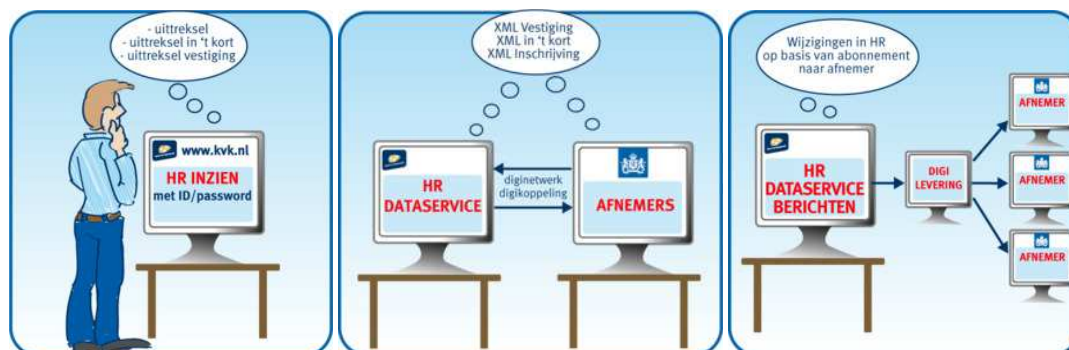 - uittreksel
- uittreksel in 't kort
- uittreksel vestiging
www.kvk.nl
HR INZIEN
met ID/password
XML Vestiging
XML in 't kort
XML Inschrijving
HR
DATASERVICE
diginetwerk
digikoppeling
AFNEMERS
Wijzigingen in HR
op basis van abonnement
naar afnemer
HR
DATASERVICE
BERICHTEN
DIGI
LEVERING
AFNEMER
AFNEMER
AFNEMER